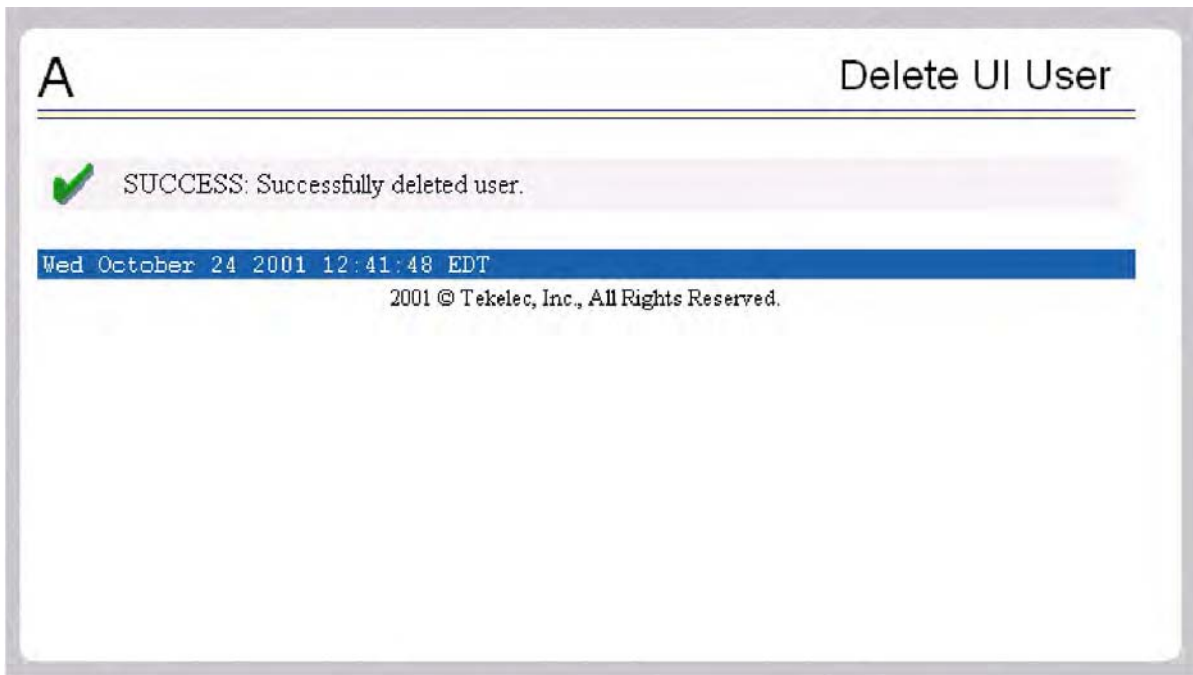 A
Delete UI User
SUCCESS: Successfully deleted user.
Wed October 24 2001 12:41:48 EDT
2001 © Tekelec, Inc., All Rights Reserved.